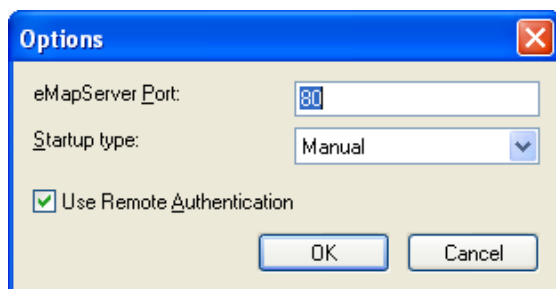 Options
eMapServer Port: 80
Startup type: Manual
Use Remote Authentication
OK Cancel